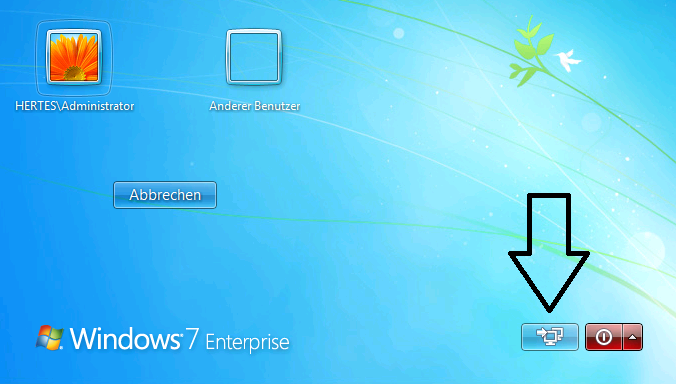 HERTES\Administrator
Anderer Benutzer
Abbrechen
Windows 7 Enterprise